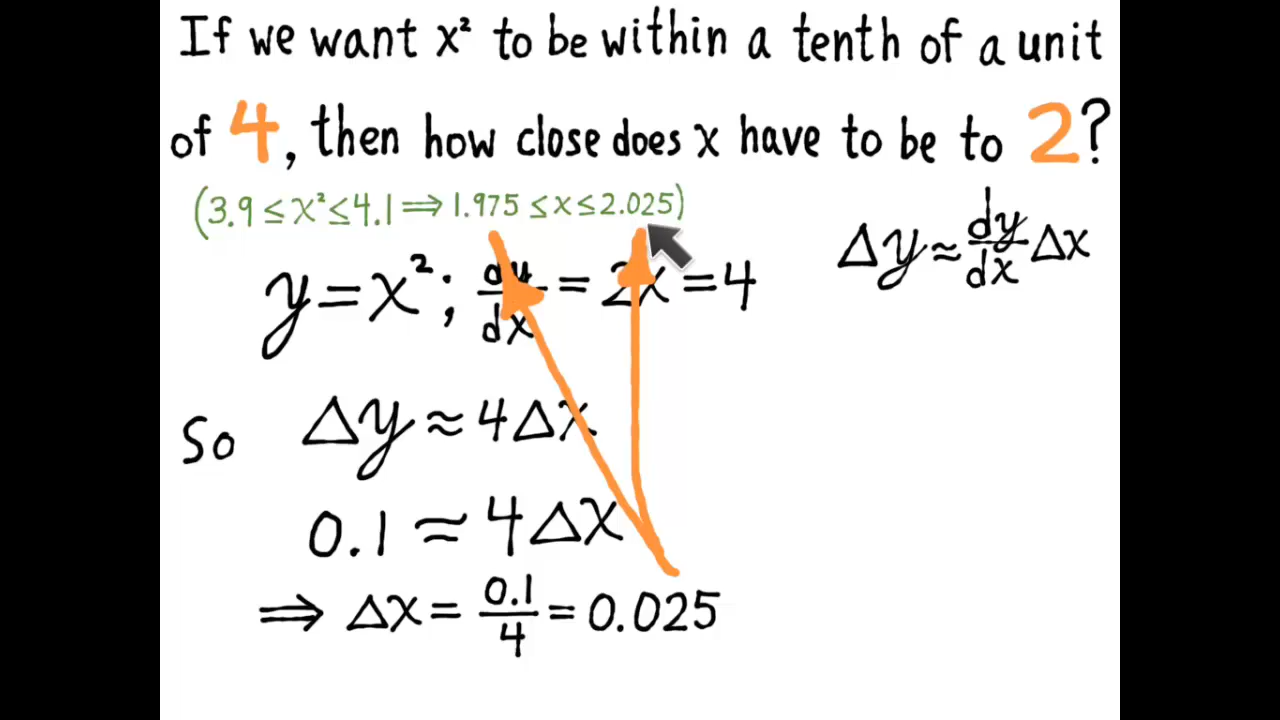 If we want x² to be within a tenth of a unit
of 4, then how close does x have to be to 2?
(3.9 ≤ x² ≤ 4.1 ⟹ 1.975 ≤ x ≤ 2.025)
Δy ≈ dy/dx Δx
y = x²; dy/dx = 2x = 4
So Δy ≈ 4Δx
0.1 ≈ 4Δx
⟹ Δx = 0.1/4 = 0.025